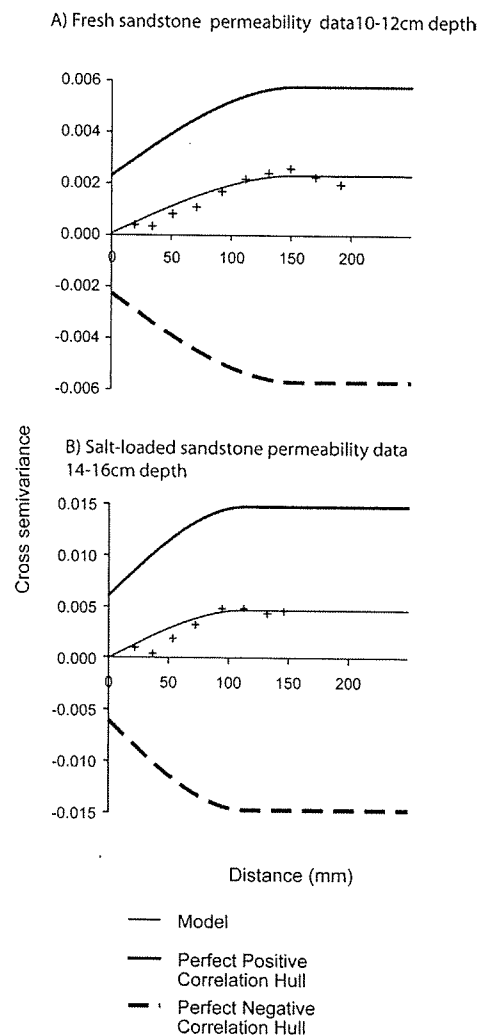 A) Fresh sandstone permeability data10-12cm depth
0.006
0.004
0.002
0.000
0 50 100 150 200
-0.002
-0.004
-0.006
Cross semivariance
B) Salt-loaded sandstone permeability data
14-16cm depth
0.015
0.010
0.005
0.000
0 50 100 150 200
-0.005
-0.010
-0.015
Distance (mm)
Model
Perfect Positive
Correlation Hull
Perfect Negative
Correlation Hull